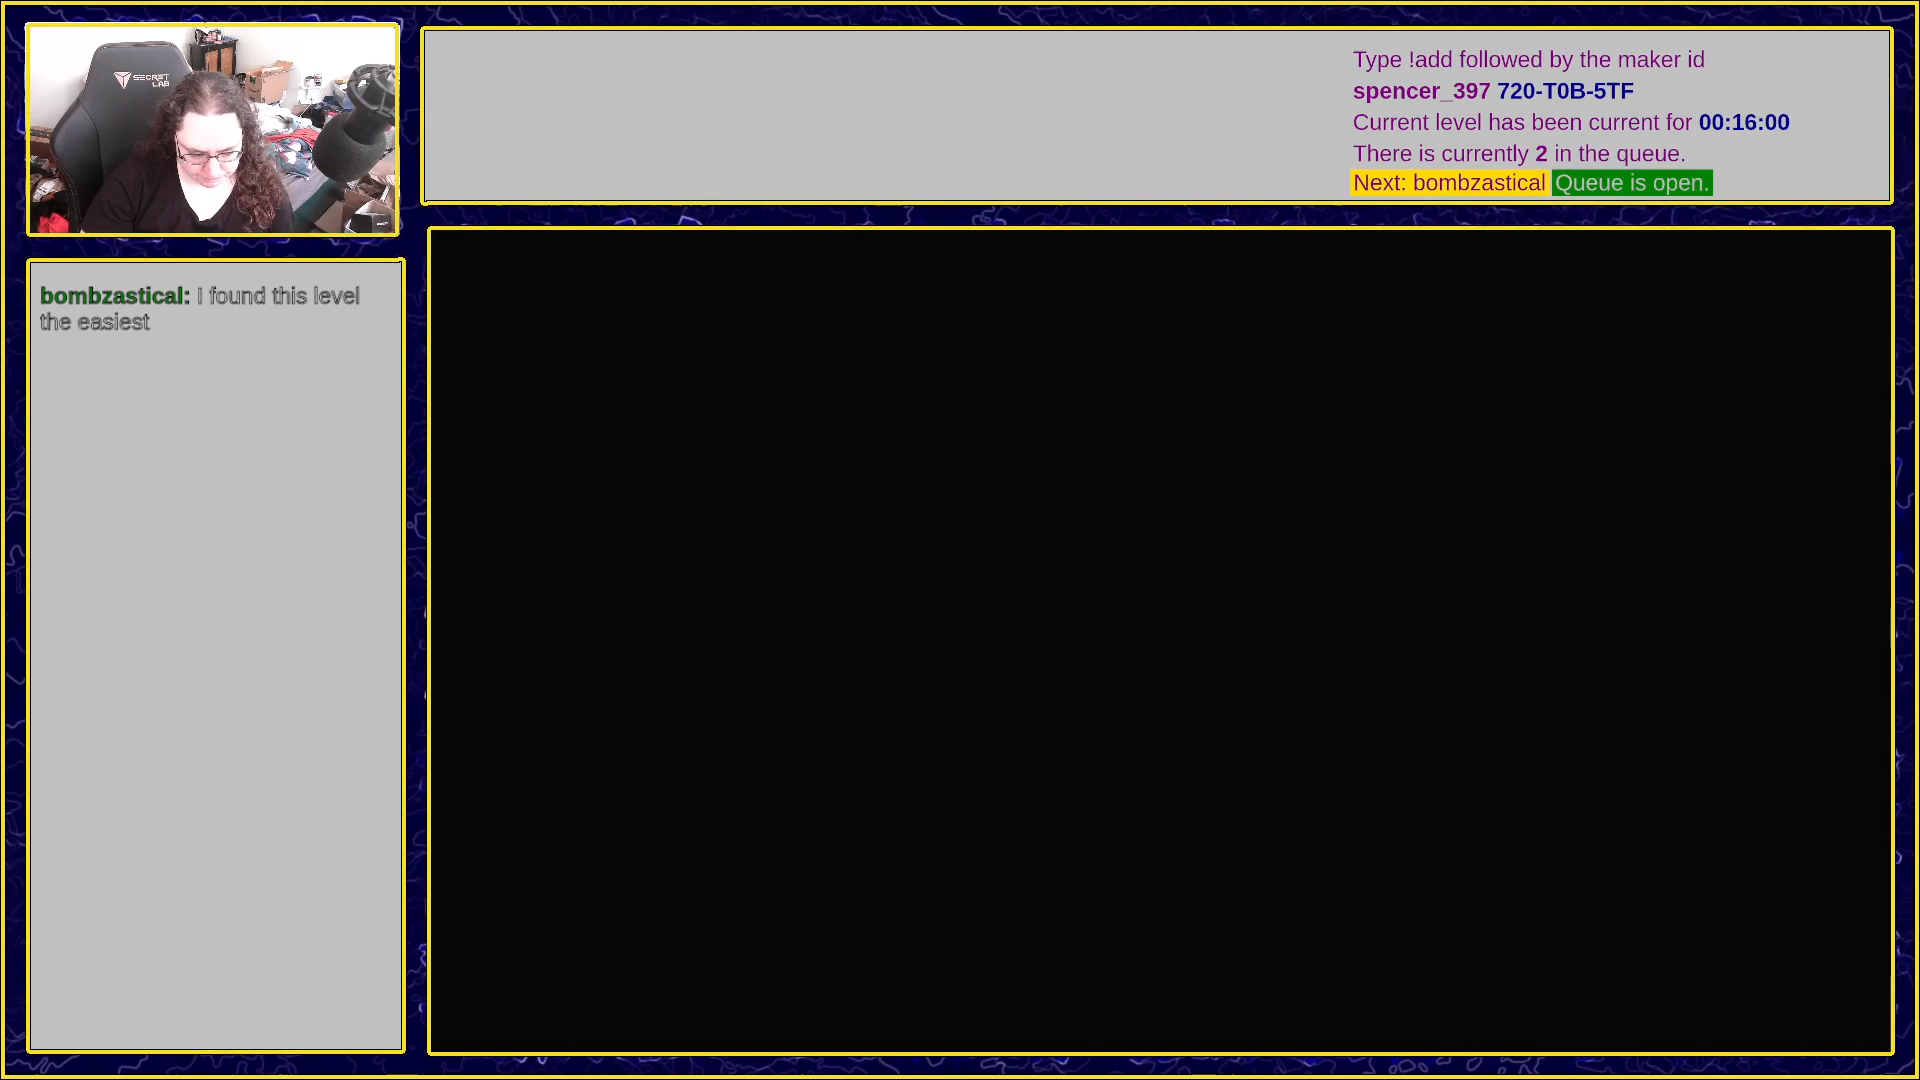 SECRET
LAB
Type !add followed by the maker id
spencer_397 720-T0B-5TF
Current level has been current for 00:16:00
There is currently 2 in the queue.
Next: bombzastical Queue is open.
bombzastical: I found this level
the easiest